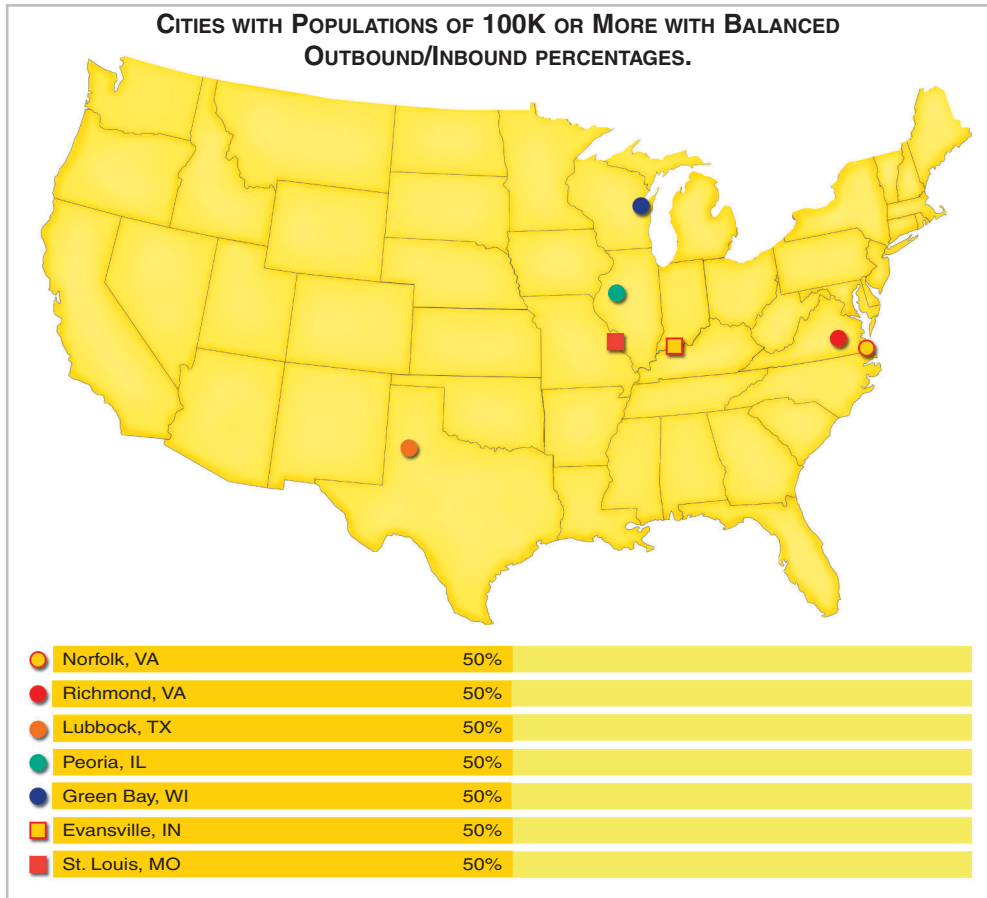 Cities with Populations of 100K or More with Balanced
Outbound/Inbound percentages.
Norfolk, VA 50%
Richmond, VA 50%
Lubbock, TX 50%
Peoria, IL 50%
Green Bay, WI 50%
Evansville, IN 50%
St. Louis, MO 50%